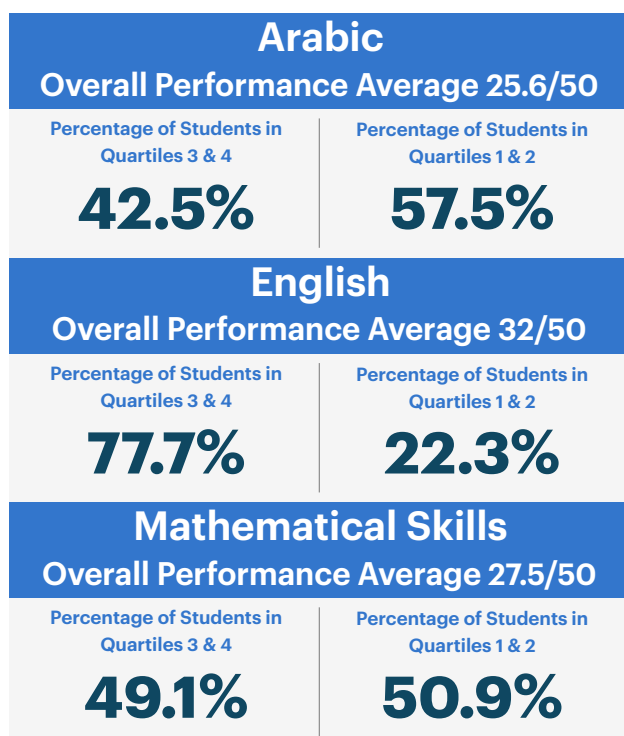 Arabic
Overall Performance Average 25.6/50
Percentage of Students in
Quartiles 3 & 4
42.5%
Percentage of Students in
Quartiles 1 & 2
57.5%
English
Overall Performance Average 32/50
Percentage of Students in
Quartiles 3 & 4
77.7%
Percentage of Students in
Quartiles 1 & 2
22.3%
Mathematical Skills
Overall Performance Average 27.5/50
Percentage of Students in
Quartiles 3 & 4
49.1%
Percentage of Students in
Quartiles 1 & 2
50.9%